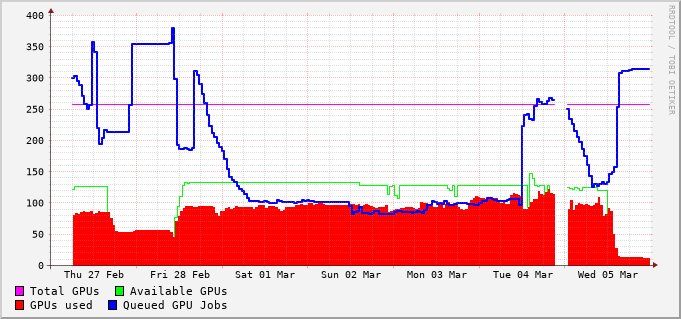 400
350
300
250
200
150
100
50
0
Thu 27 Feb Fri 28 Feb Sat 01 Mar Sun 02 Mar Mon 03 Mar Tue 04 Mar Wed 05 Mar
Total GPUs Available GPUs
GPUs used Queued GPU Jobs
RRDTOOL / TOBI OETIKER